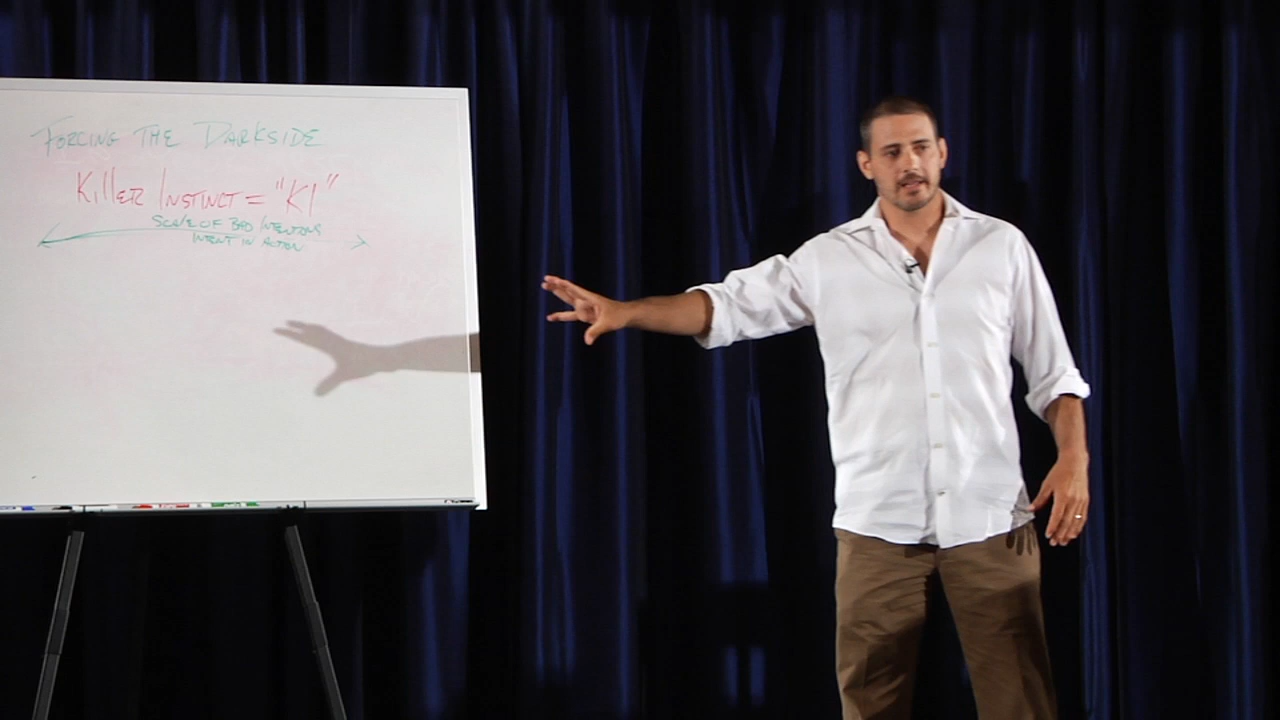 FORCING THE DARKSIDE
KillER INSTINCT = "KI"
SCALE OF BAD INTENTIONS
INTENT IN ACTION